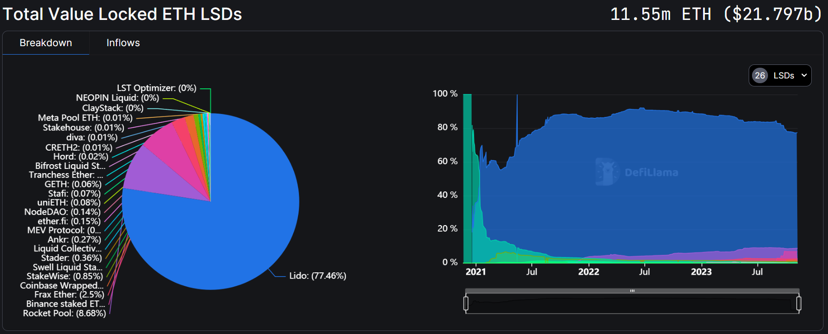 Total Value Locked ETH LSDs
11.55m ETH ($21.797b)
Breakdown
Inflows
26 LSDs
LST Optimizer: (0%)
NEOPIN Liquid: (0%)
ClayStack: (0%)
Meta Pool ETH: (0.01%)
Stakehouse: (0.01%)
diva: (0.01%)
CRETH2: (0.01%)
Hord: (0.02%)
Bifrost Liquid St...
Tranchess Ether: ...
GETH: (0.06%)
Stafi: (0.07%)
uniETH: (0.08%)
NodeDAO: (0.14%)
ether.fi: (0.15%)
MEV Protocol: (0...
Ankr: (0.27%)
Liquid Collectiv...
Stader: (0.36%)
Swell Liquid Sta...
StakeWise: (0.85%)
Coinbase Wrapped...
Frax Ether: (2.5%)
Binance staked ET...
Rocket Pool: (8.68%)
Lido: (77.46%)
100 %
80 %
60 %
40 %
20 %
0 %
DefiLlama
2021
Jul
2022
Jul
2023
Jul